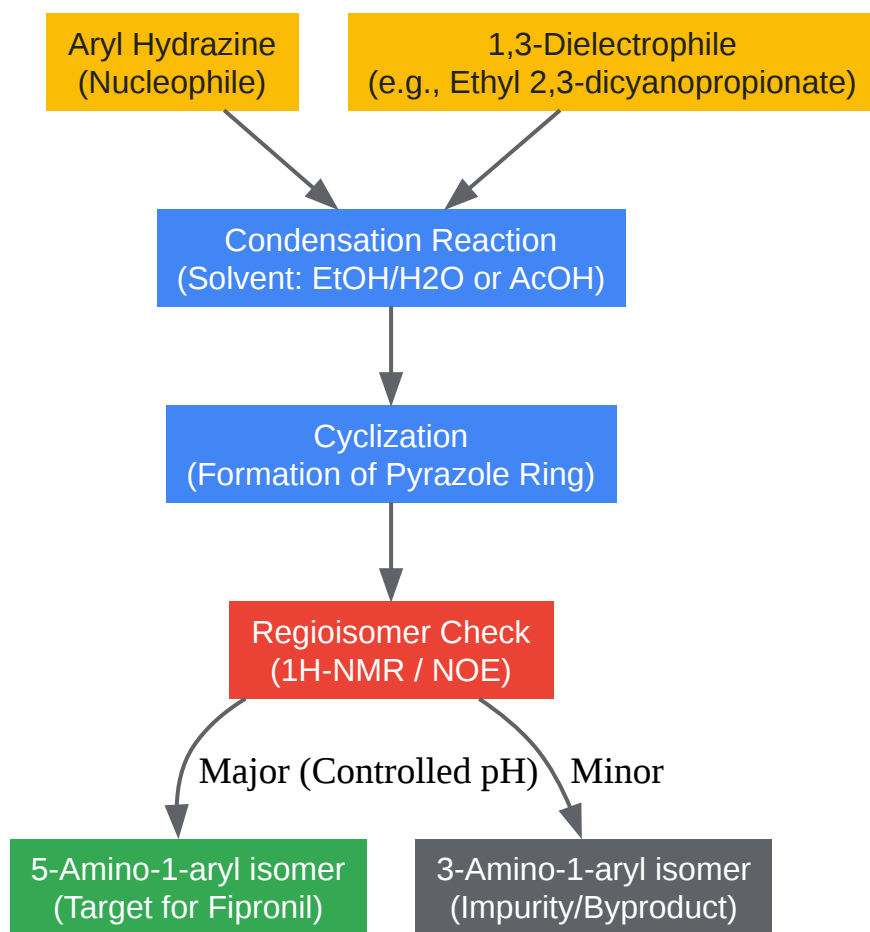 Aryl Hydrazine
(Nucleophile)
1,3-Dielectrophile
(e.g., Ethyl 2,3-dicyanopropionate)
Condensation Reaction
(Solvent: EtOH/H2O or AcOH)
Cyclization
(Formation of Pyrazole Ring)
Regioisomer Check
(1H-NMR / NOE)
Major (Controlled pH)
Minor
5-Amino-1-aryl isomer
(Target for Fipronil)
3-Amino-1-aryl isomer
(Impurity/Byproduct)